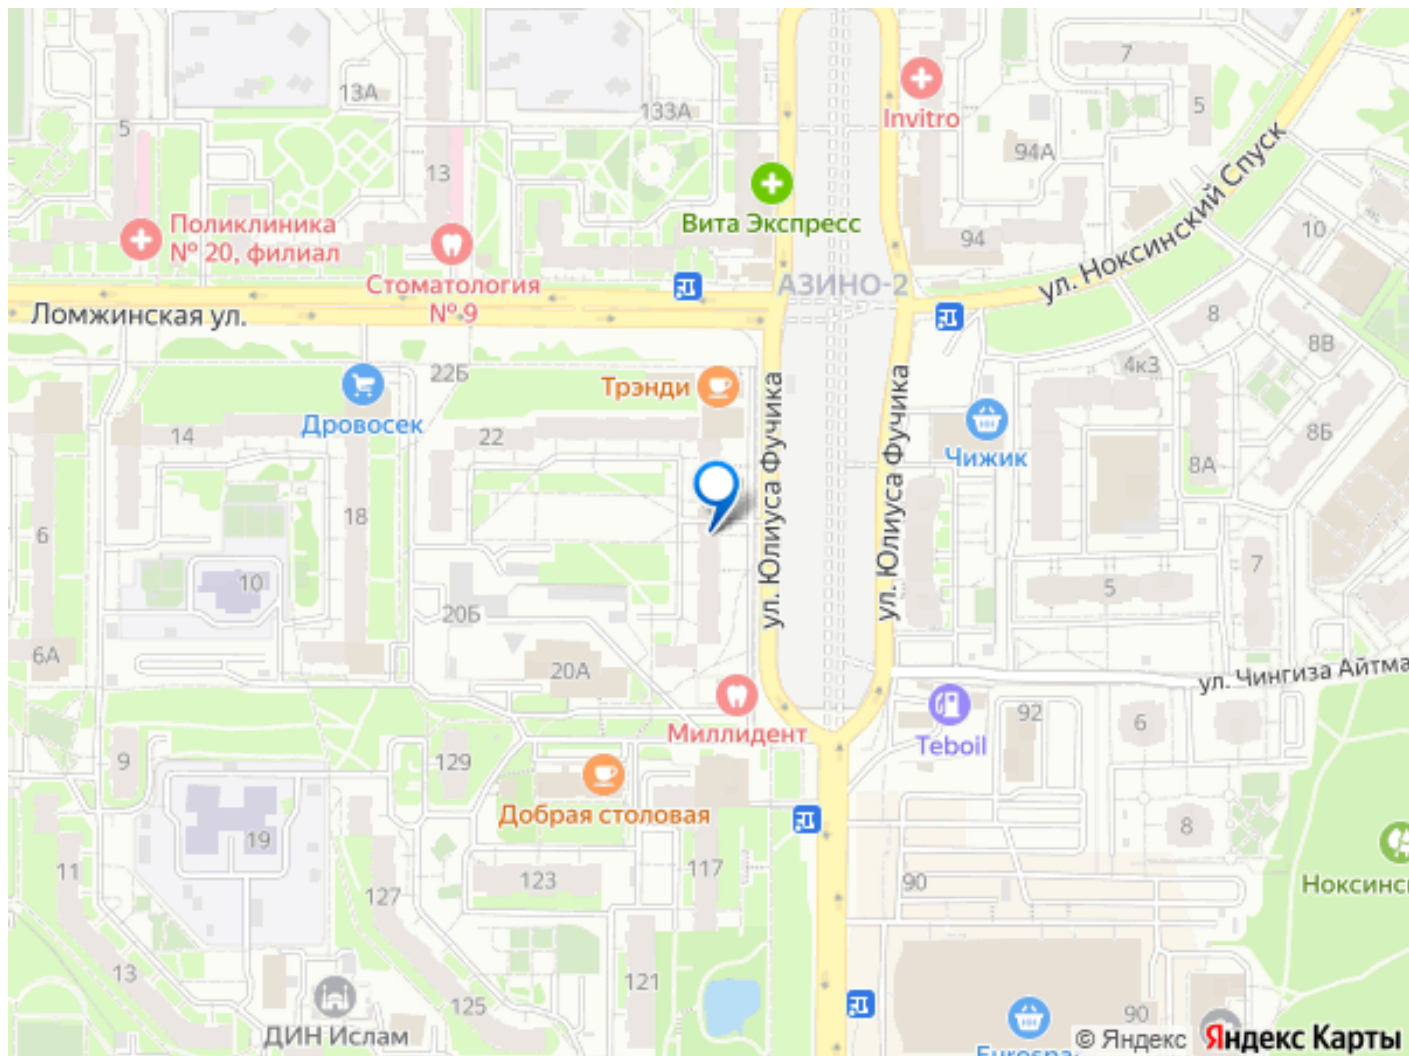 7
13А
133А
5
Invitro
5
94А
13
ул. Ноксинский Спуск
Поликлиника
№ 20, филиал
Вита Экспресс
94
10
Стоматология
№ 9
АЗИНО-2
Ломжинская ул.
8
8В
4к3
22Б
Трэнди
ул. Юлиуса Фучика
ул. Юлиуса Фучика
Дровосек
14
22
Чижик
8А
8Б
18
6
10
7
5
20Б
6А
20А
ул. Чингиза Айтма
Миллидент
Teboil
92
6
9
129
Добрая столовая
19
8
11
117
123
127
90
Ноксинс
13
121
125
ДИН Ислам
90
© Яндекс
Яндекс Карты